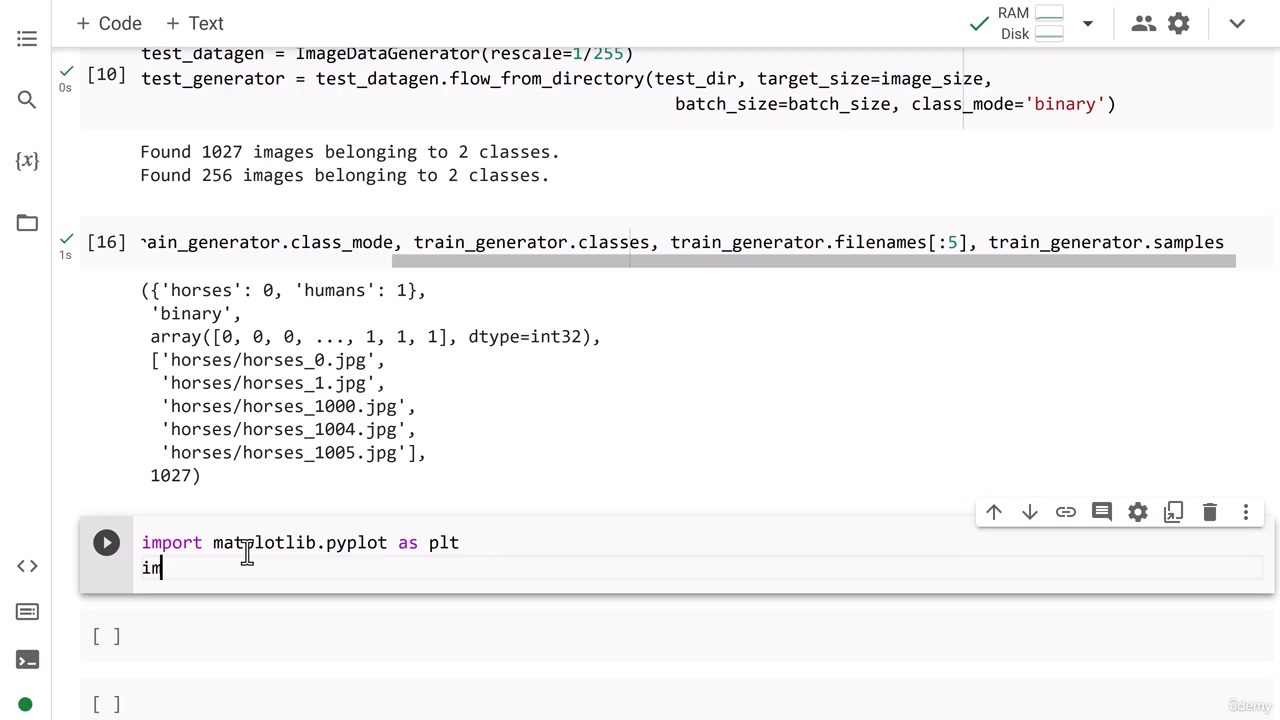 + Code + Text
RAM
Disk
test_datagen = ImageDataGenerator(rescale=1/255)
[10] test_generator = test_datagen.flow_from_directory(test_dir, target_size=image_size,
0s
batch_size=batch_size, class_mode='binary')
Found 1027 images belonging to 2 classes.
Found 256 images belonging to 2 classes.
[16] rain_generator.class_mode, train_generator.classes, train_generator.filenames[:5], train_generator.samples
1s
({'horses': 0, 'humans': 1},
'binary',
array([0, 0, 0, ..., 1, 1, 1], dtype=int32),
['horses/horses_0.jpg',
'horses/horses_1.jpg',
'horses/horses_1000.jpg',
'horses/horses_1004.jpg',
'horses/horses_1005.jpg'],
1027)
import matplotlib.pyplot as plt
im
[ ]
[ ]
ûdemy